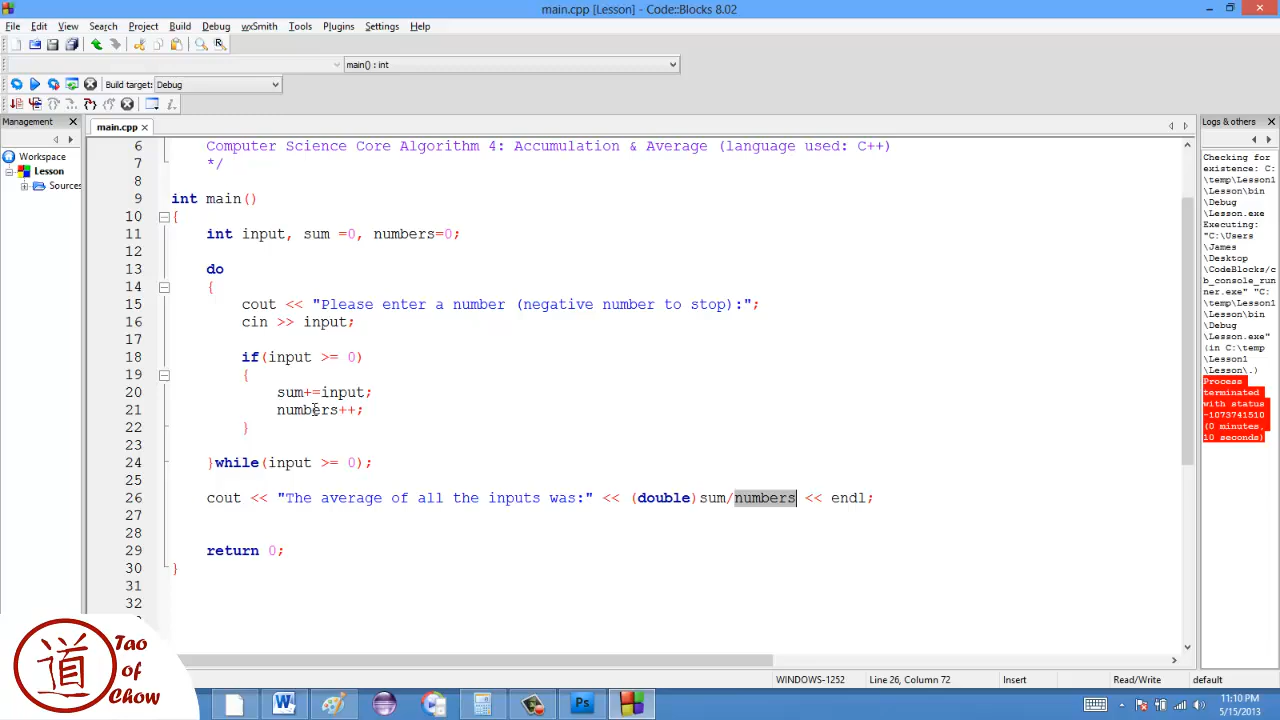 main.cpp [Lesson] - Code::Blocks 8.02
File Edit View Search Project Build Debug wxSmith Tools Plugins Settings Help
main() : int
Build target: Debug
Management
main.cpp
Logs & others
Workspace
Lesson
Sources
6 Computer Science Core Algorithm 4: Accumulation & Average (language used: C++)
7 */
8
9 int main()
10 {
11 int input, sum =0, numbers=0;
12
13 do
14 {
15 cout << "Please enter a number (negative number to stop):";
16 cin >> input;
17
18 if(input >= 0)
19 {
20 sum+=input;
21 numbers++;
22 }
23
24 }while(input >= 0);
25
26 cout << "The average of all the inputs was:" << (double)sum/numbers << endl;
27
28
29 return 0;
30 }
31
32
Checking for
existence: C:
\temp\Lesson1
\Lesson\bin
\Debug
\Lesson.exe
Executing:
"C:\Users
\James
\Desktop
\CodeBlocks/c
b_console_run
ner.exe" "C:
\temp\Lesson1
\Lesson\bin
\Debug
\Lesson.exe"
(in C:\temp
\Lesson1
\Lesson\.)
Process
terminated
with status
-1073741510
(0 minutes,
10 seconds)
道
Tao
of
Chow
WINDOWS-1252 Line 26, Column 72 Insert Read/Write default
Ps
11:10 PM
5/15/2013